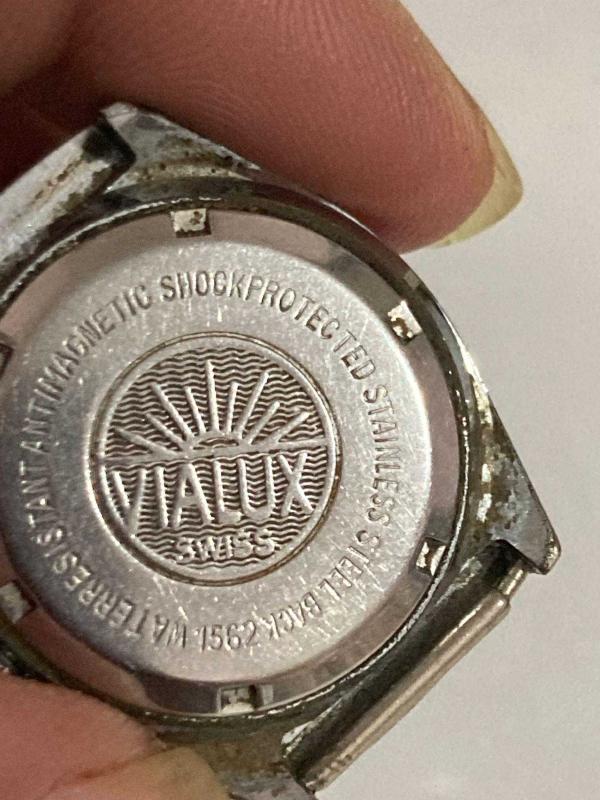 WATERRESISTANT ANTIMAGNETIC SHOCKPROTECTED STAINLESS STEEL BACK 1562
VIALUX
SWISS